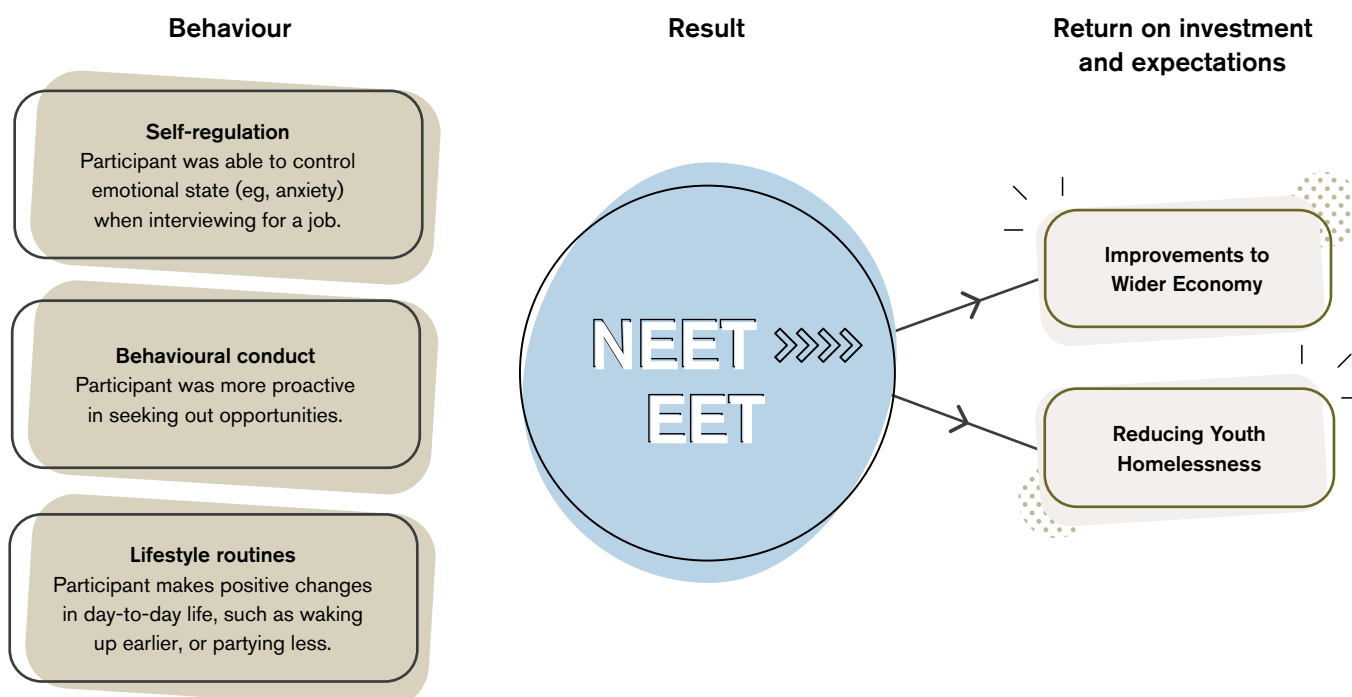 Behaviour
Self-regulation
Participant was able to control
emotional state (eg, anxiety)
when interviewing for a job.
Behavioural conduct
Participant was more proactive
in seeking out opportunities.
Lifestyle routines
Participant makes positive changes
in day-to-day life, such as waking
up earlier, or partying less.
Result
NEET
EET
Return on investment
and expectations
Improvements to
Wider Economy
Reducing Youth
Homelessness